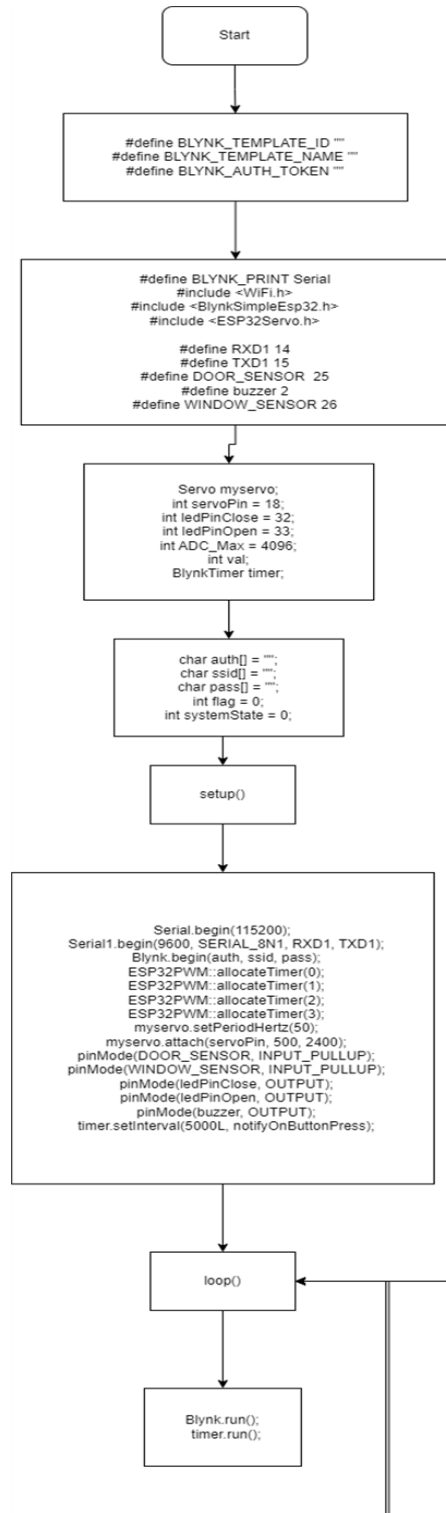 Start
#define BLYNK_TEMPLATE_ID ""
#define BLYNK_TEMPLATE_NAME ""
#define BLYNK_AUTH_TOKEN ""
#define BLYNK_PRINT Serial
#include <WiFi.h>
#include <BlynkSimpleEsp32.h>
#include <ESP32Servo.h>
#define RXD1 14
#define TXD1 15
#define DOOR_SENSOR  25
#define buzzer 2
#define WINDOW_SENSOR 26
Servo myservo;
int servoPin = 18;
int ledPinClose = 32;
int ledPinOpen = 33;
int ADC_Max = 4096;
int val;
BlynkTimer timer;
char auth[] = "";
char ssid[] = "";
char pass[] = "";
int flag = 0;
int systemState = 0;
setup()
Serial.begin(115200);
Serial1.begin(9600, SERIAL_8N1, RXD1, TXD1);
Blynk.begin(auth, ssid, pass);
ESP32PWM::allocateTimer(0);
ESP32PWM::allocateTimer(1);
ESP32PWM::allocateTimer(2);
ESP32PWM::allocateTimer(3);
myservo.setPeriodHertz(50);
myservo.attach(servoPin, 500, 2400);
pinMode(DOOR_SENSOR, INPUT_PULLUP);
pinMode(WINDOW_SENSOR, INPUT_PULLUP);
pinMode(ledPinClose, OUTPUT);
pinMode(ledPinOpen, OUTPUT);
pinMode(buzzer, OUTPUT);
timer.setInterval(5000L, notifyOnButtonPress);
loop()
Blynk.run();
timer.run();